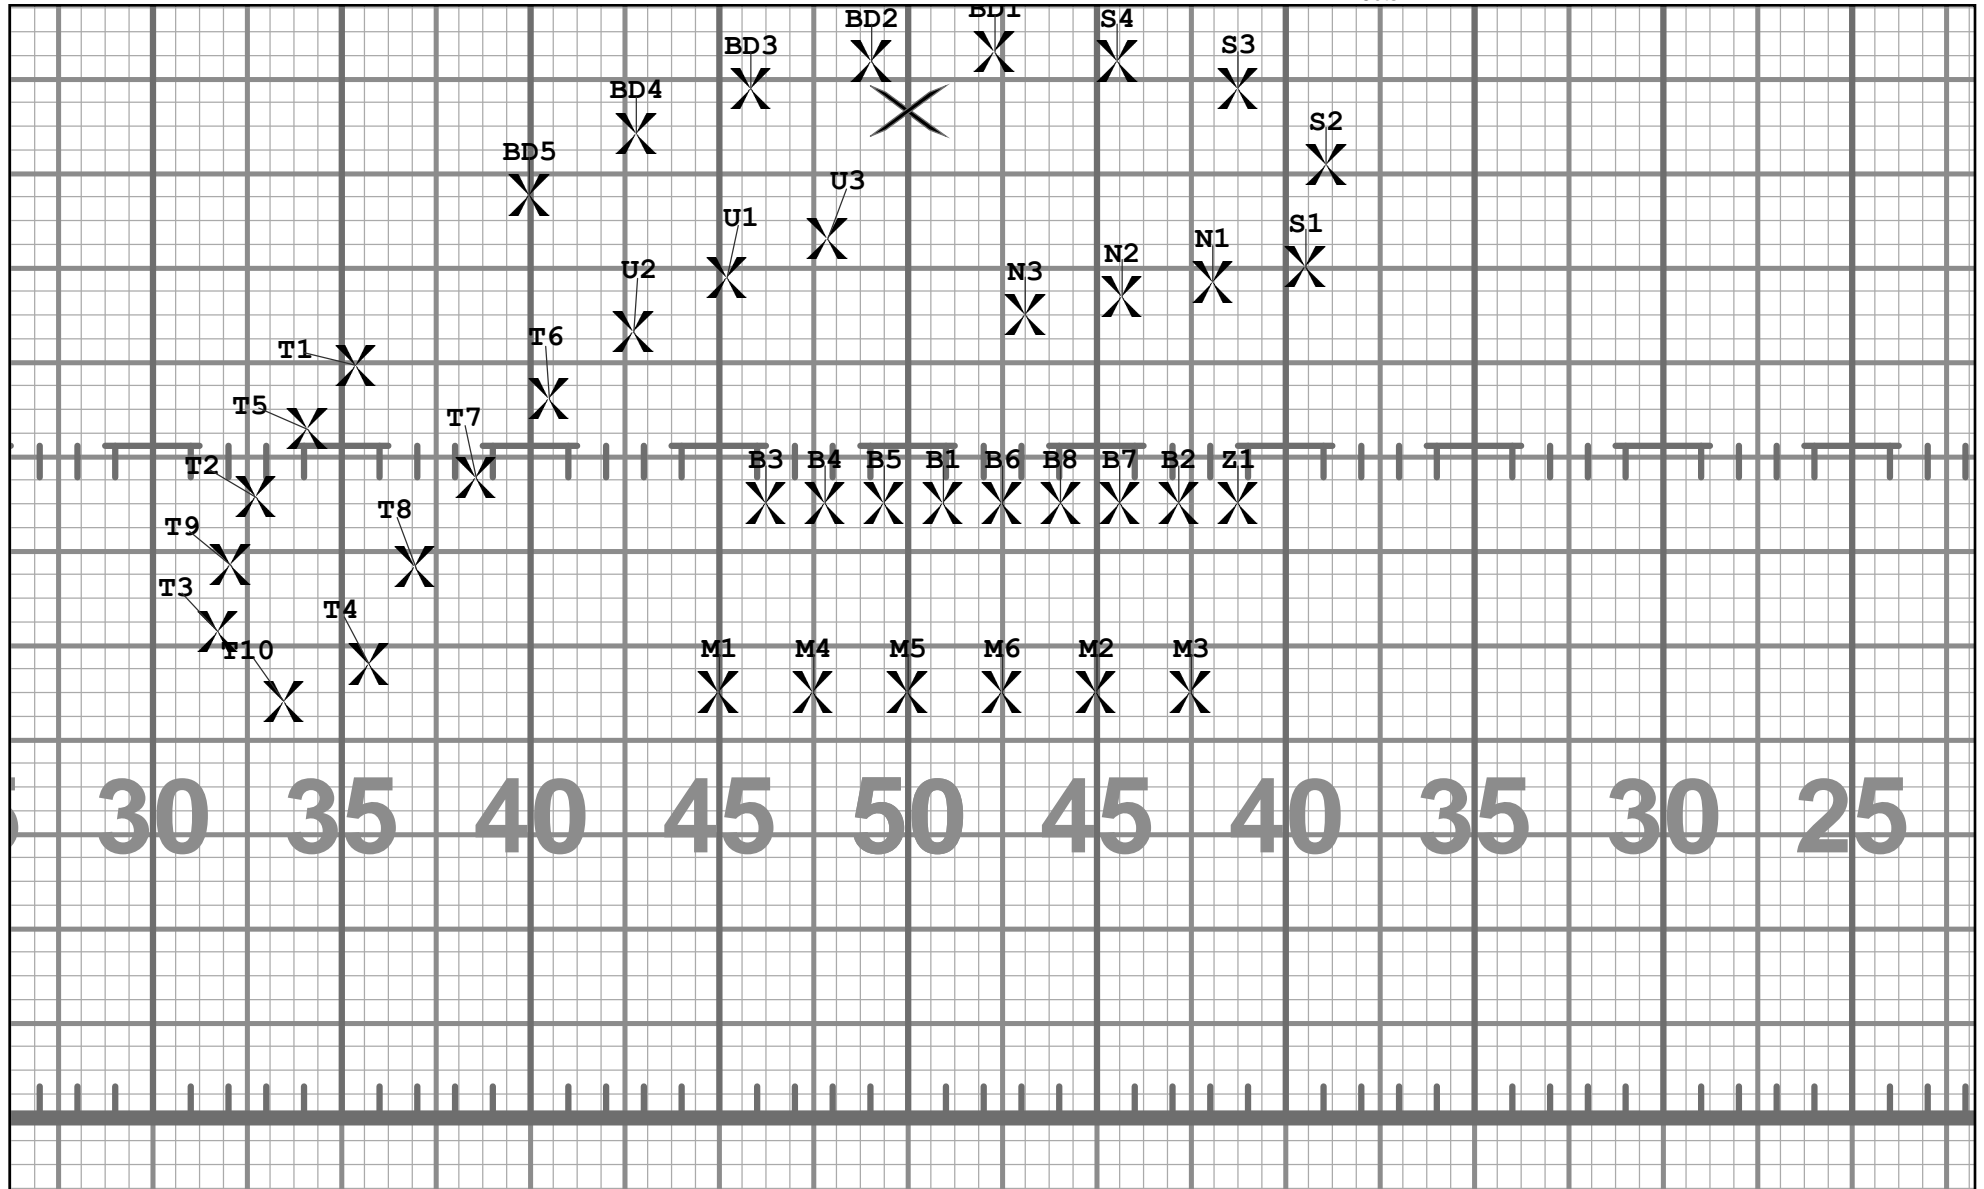 BD2 BD1 S4
BD3 S3
BD4
S2
BD5
U3
U1 S1
N1
N2
U2 N3
T6
T1
T5 T7
T2 B3 B4 B5 B1 B6 B8 B7 B2 Z1
T8
T9
T3
T4
T10 M1 M4 M5 M6 M2 M3
30 35 40 45 50 45 40 35 30 25